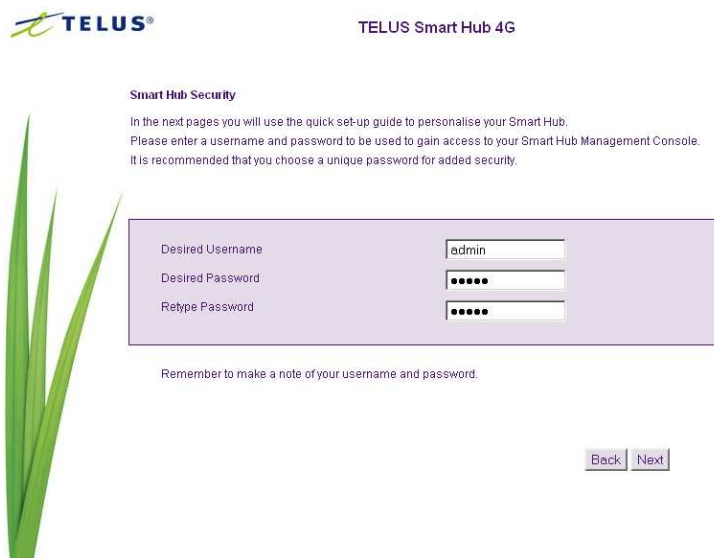 TELUS®
TELUS Smart Hub 4G
Smart Hub Security
In the next pages you will use the quick set-up guide to personalise your Smart Hub.
Please enter a username and password to be used to gain access to your Smart Hub Management Console.
It is recommended that you choose a unique password for added security.
Desired Username admin
Desired Password •••••
Retype Password •••••
Remember to make a note of your username and password.
Back Next